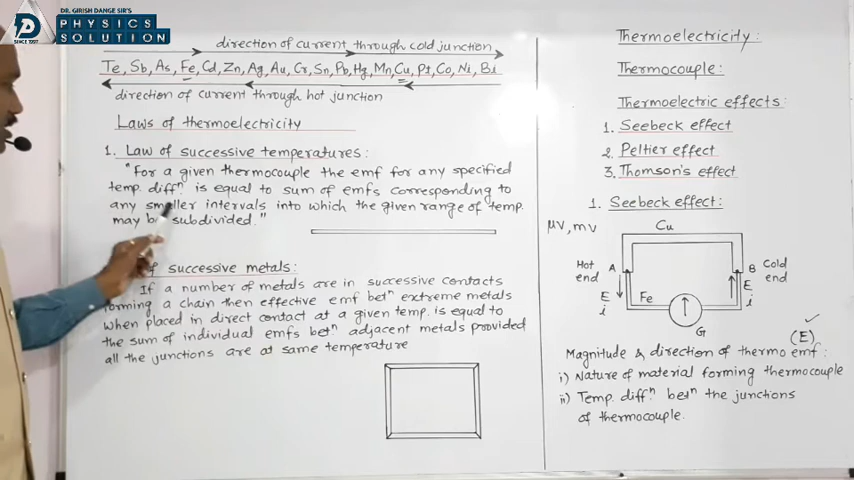 DR. GIRISH DANGE SIR'S
PHYSICS
SOLUTION
SINCE 1997
direction of current through cold junction
Te, Sb, As, Fe, Cd, Zn, Ag, Au, Cr, Sn, Pb, Hg, Mn, Cu, Pt, Co, Ni, Bi
direction of current through hot junction
Laws of thermoelectricity
1. Law of successive temperatures:
"For a given thermocouple the emf for any specified
temp. diffⁿ is equal to sum of emfs corresponding to
any smaller intervals into which the given range of temp.
may be subdivided."
of successive metals:
If a number of metals are in successive contacts
forming a chain then effective emf betⁿ extreme metals
when placed in direct contact at a given temp. is equal to
the sum of individual emfs betⁿ adjacent metals provided
all the junctions are at same temperature
Thermoelectricity:
Thermocouple:
Thermoelectric effects:
1. Seebeck effect
2. Peltier effect
3. Thomson's effect
1. Seebeck effect:
μV, mv
Cu
Hot end
A
B
Cold end
E
i
Fe
E
i
G
Magnitude & direction of thermo emf: (E)
i) Nature of material forming thermocouple
ii) Temp. diffⁿ betⁿ the junctions
of thermocouple.